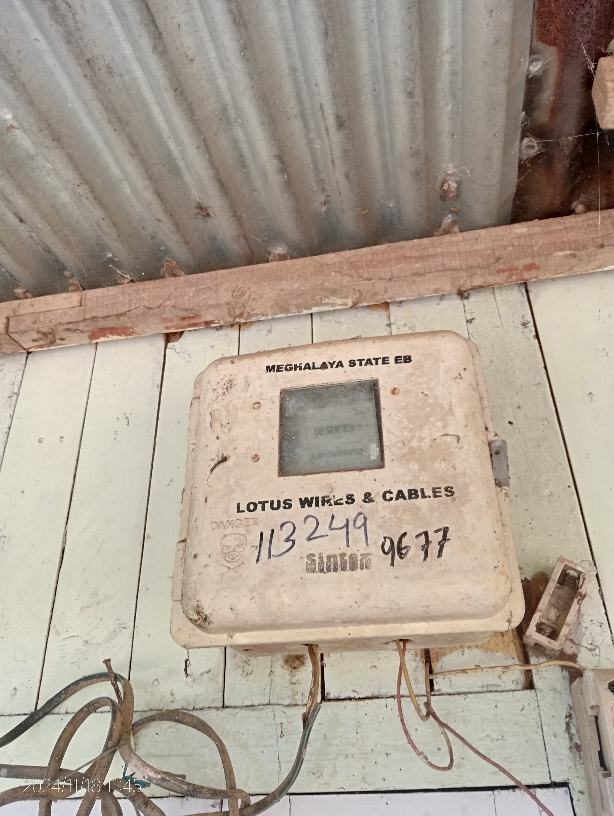 MEGHALAYA STATE EB
LOTUS WIRES & CABLES
DANGER
113249
Sintex
9677